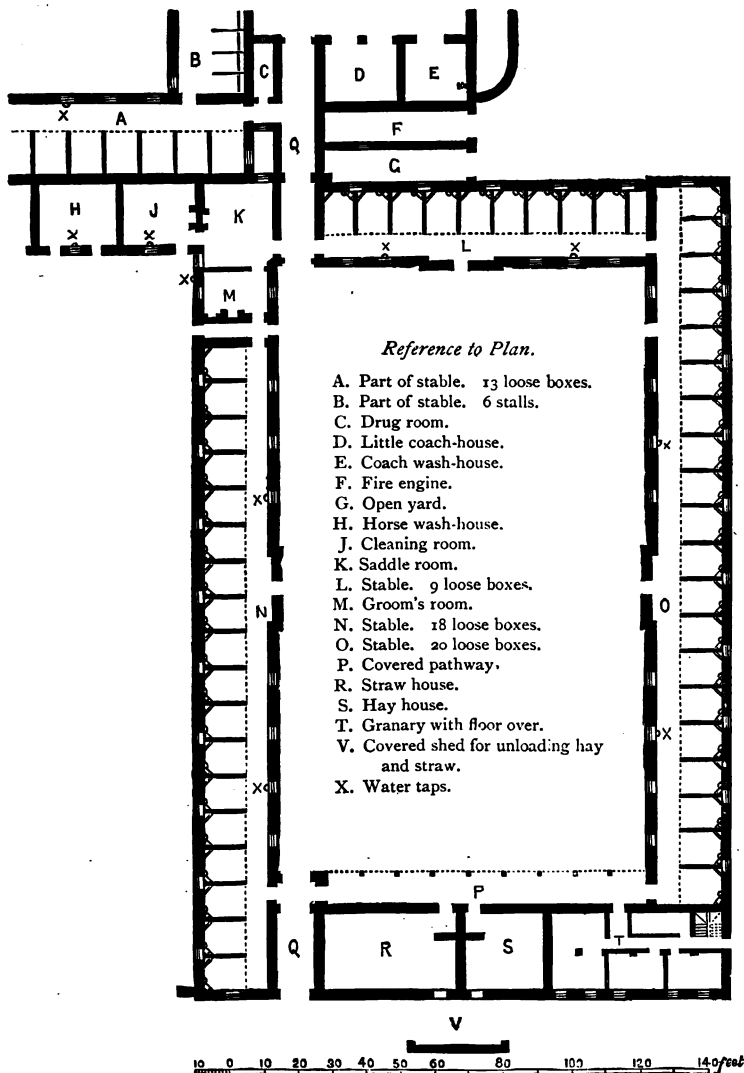 B
C
D
E
X
A
Q
F
G
H
J
K
X
X
L
X
X
X
M
Reference to Plan.
A. Part of stable. 13 loose boxes.
B. Part of stable. 6 stalls.
C. Drug room.
D. Little coach-house.
E. Coach wash-house.
F. Fire engine.
G. Open yard.
H. Horse wash-house.
J. Cleaning room.
K. Saddle room.
L. Stable. 9 loose boxes.
M. Groom's room.
N. Stable. 18 loose boxes.
O. Stable. 20 loose boxes.
P. Covered pathway.
R. Straw house.
S. Hay house.
T. Granary with floor over.
V. Covered shed for unloading hay
and straw.
X. Water taps.
X
X
N
O
X
X
P
Q
R
S
T
V
10 0 10 20 30 40 50 60 80 100 120 140 feet